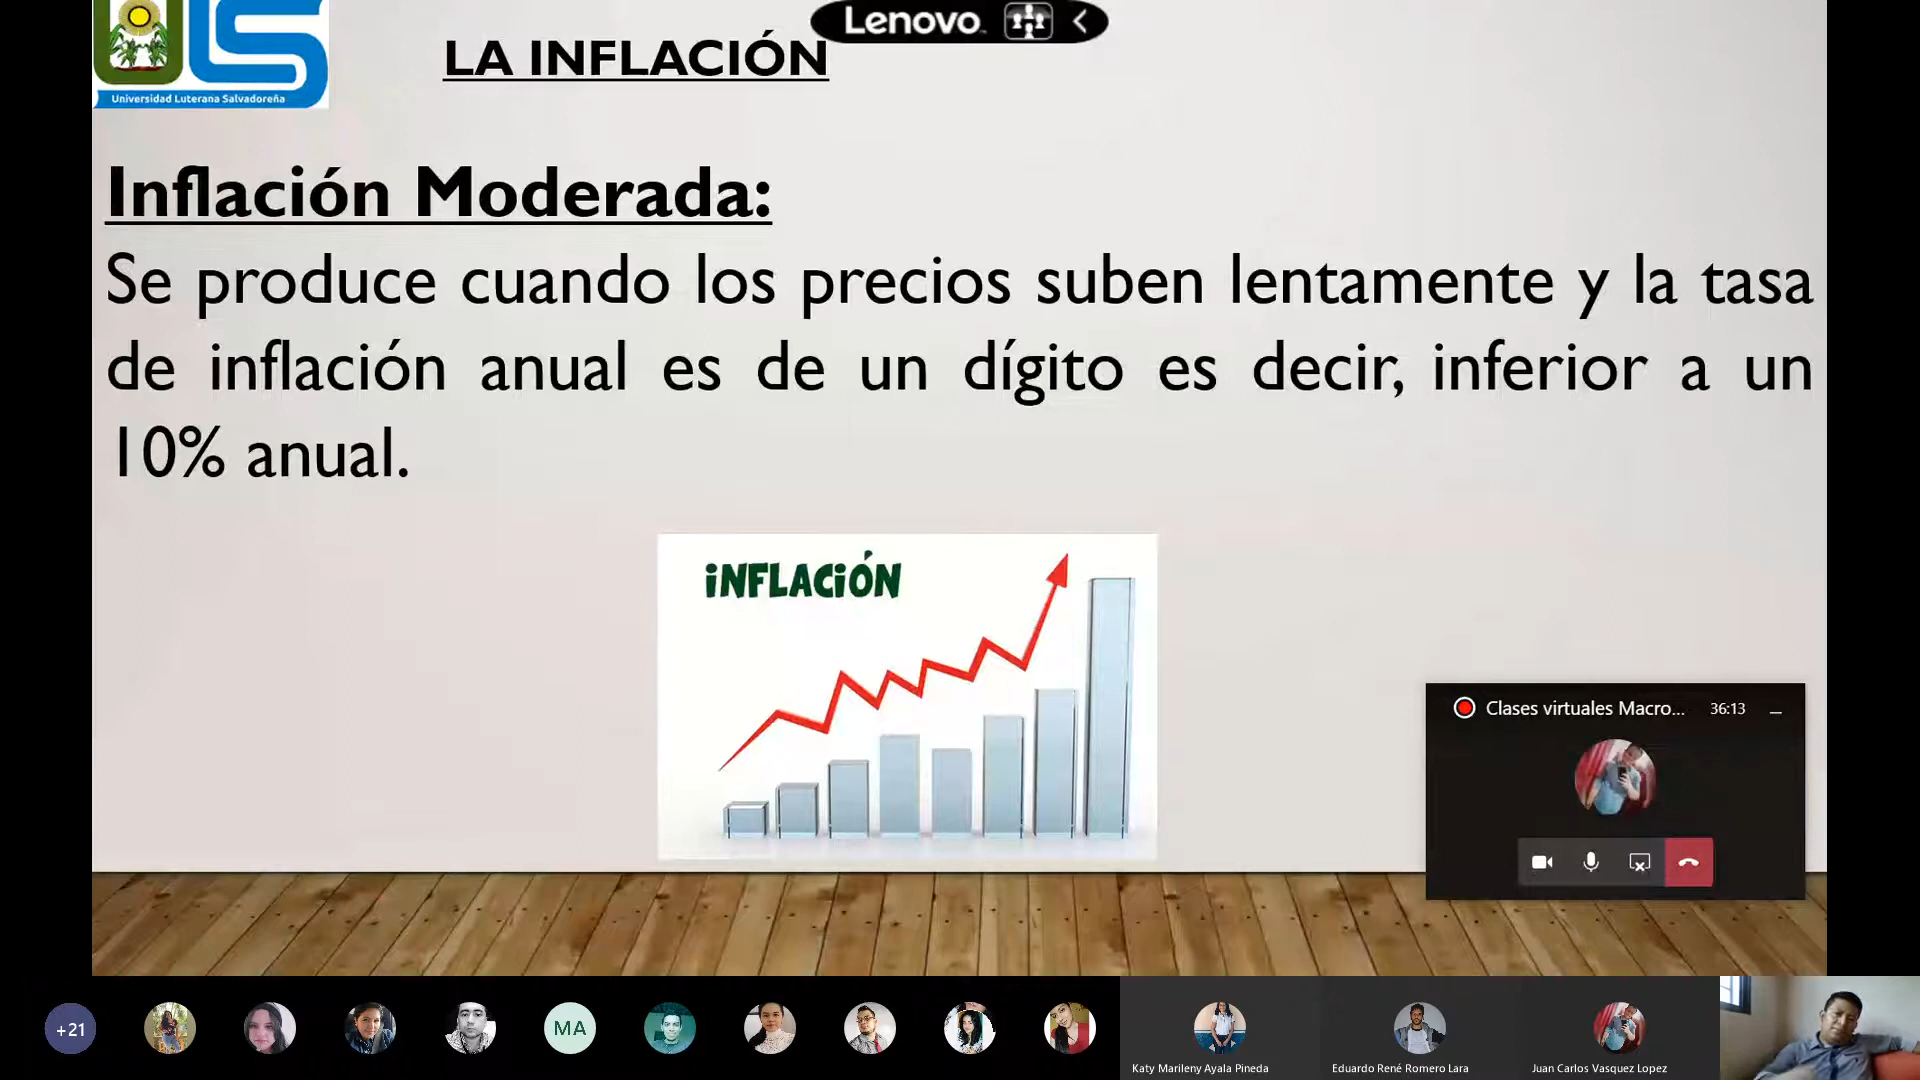 Lenovo
LA INFLACIÓN
Universidad Luterana Salvadoreña
Inflación Moderada:
Se produce cuando los precios suben lentamente y la tasa
de inflación anual es de un dígito es decir, inferior a un
10% anual.
iNFLACiÓN
Clases virtuales Macro... 36:13
+21
MA
Katy Marileny Ayala Pineda
Eduardo René Romero Lara
Juan Carlos Vasquez Lopez